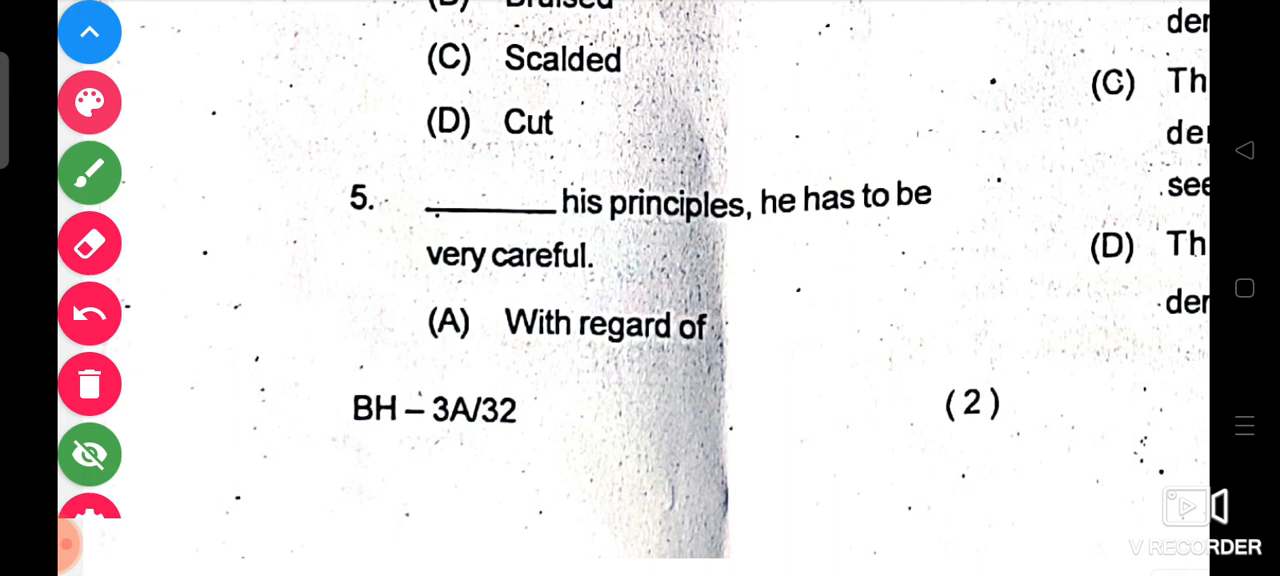 (C) Scalded
(D) Cut
5. ________ his principles, he has to be
very careful.
(A) With regard of
BH – 3A/32
(2)
(C) Th
see
(D) Th
V RECORDER